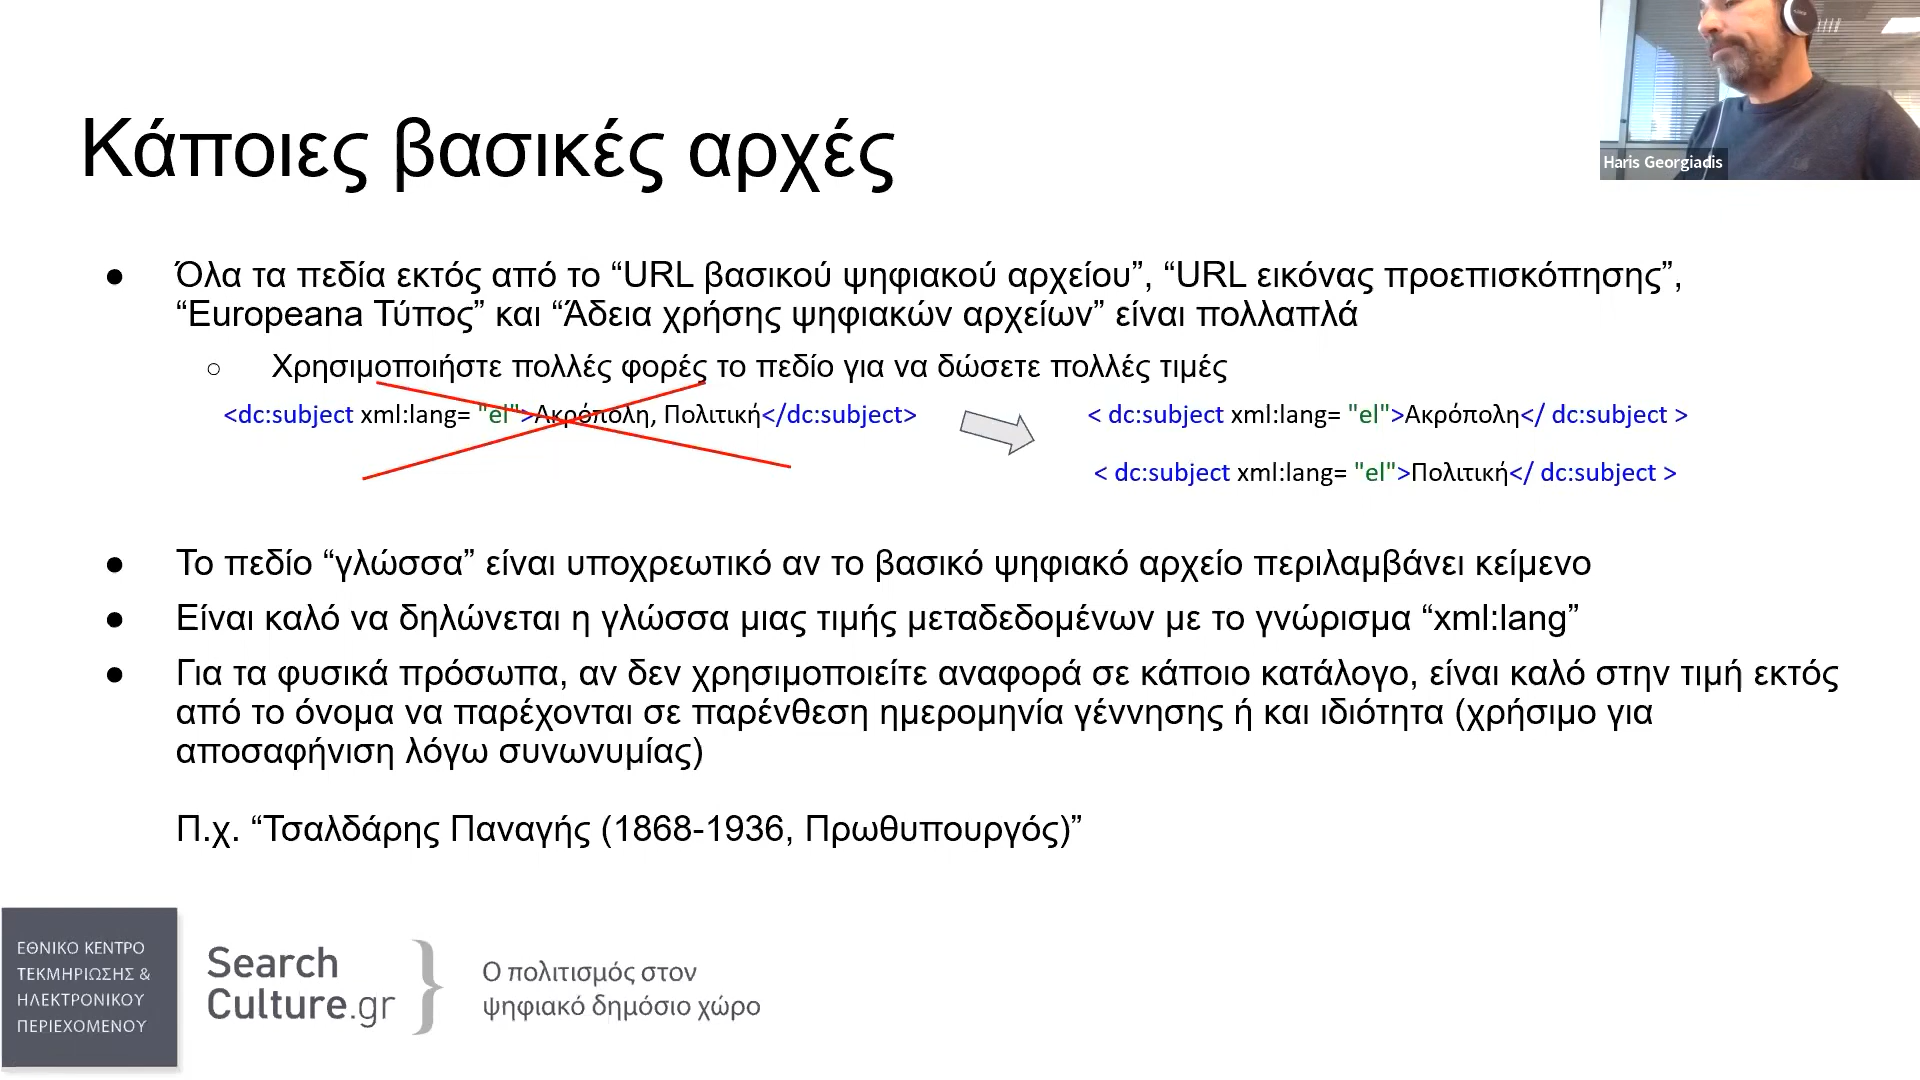 Haris Georgiadis
Κάποιες βασικές αρχές
● Όλα τα πεδία εκτός από το “URL βασικού ψηφιακού αρχείου”, “URL εικόνας προεπισκόπησης”,
“Europeana Τύπος” και “Άδεια χρήσης ψηφιακών αρχείων” είναι πολλαπλά
○ Χρησιμοποιήστε πολλές φορές το πεδίο για να δώσετε πολλές τιμές
<dc:subject xml:lang= "el">Ακρόπολη, Πολιτική</dc:subject>
< dc:subject xml:lang= "el">Ακρόπολη</ dc:subject >
< dc:subject xml:lang= "el">Πολιτική</ dc:subject >
● Το πεδίο “γλώσσα” είναι υποχρεωτικό αν το βασικό ψηφιακό αρχείο περιλαμβάνει κείμενο
● Είναι καλό να δηλώνεται η γλώσσα μιας τιμής μεταδεδομένων με το γνώρισμα “xml:lang”
● Για τα φυσικά πρόσωπα, αν δεν χρησιμοποιείτε αναφορά σε κάποιο κατάλογο, είναι καλό στην τιμή εκτός
από το όνομα να παρέχονται σε παρένθεση ημερομηνία γέννησης ή και ιδιότητα (χρήσιμο για
αποσαφήνιση λόγω συνωνυμίας)
Π.χ. “Τσαλδάρης Παναγής (1868-1936, Πρωθυπουργός)”
ΕΘΝΙΚΟ ΚΕΝΤΡΟ
ΤΕΚΜΗΡΙΩΣΗΣ &
ΗΛΕΚΤΡΟΝΙΚΟΥ
ΠΕΡΙΕΧΟΜΕΝΟΥ
Search
Culture.gr
Ο πολιτισμός στον
ψηφιακό δημόσιο χώρο